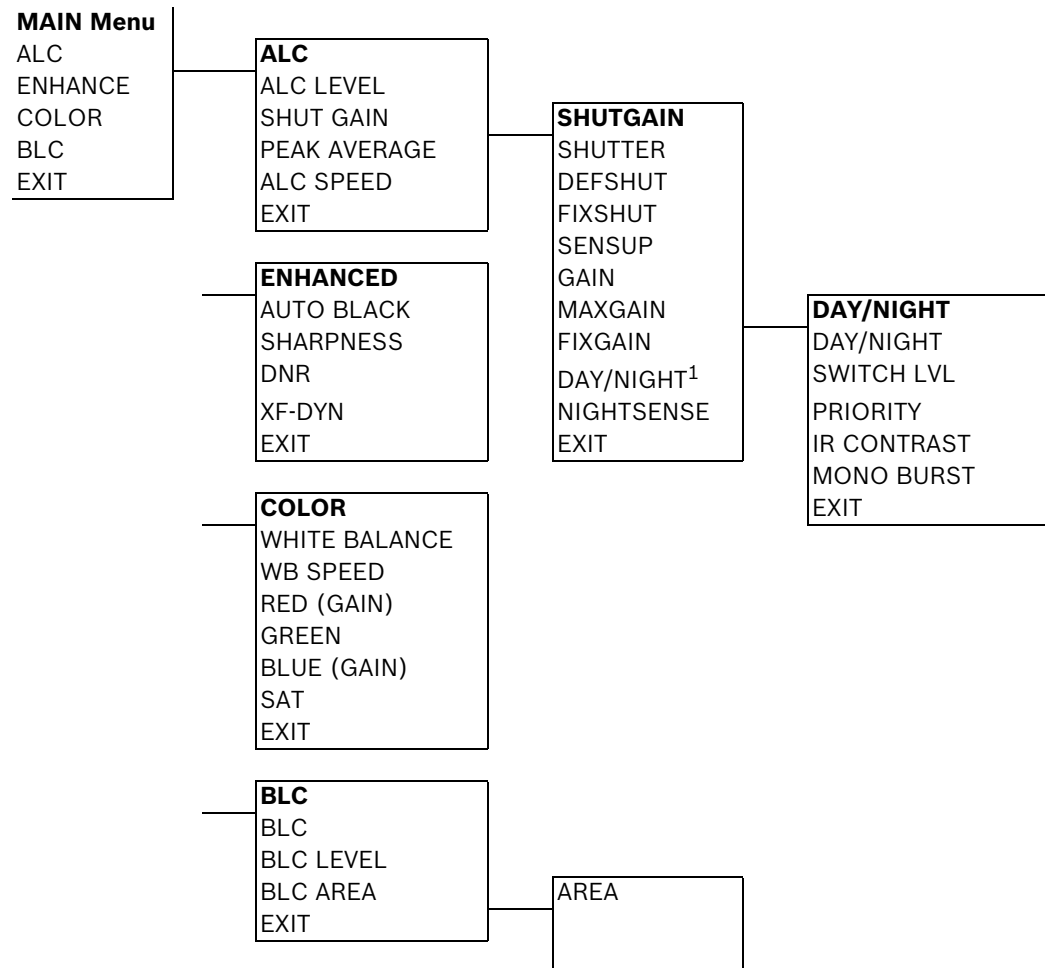 MAIN Menu
ALC
ENHANCE
COLOR
BLC
EXIT
ALC
ALC LEVEL
SHUT GAIN
PEAK AVERAGE
ALC SPEED
EXIT
SHUTGAIN
SHUTTER
DEFSHUT
FIXSHUT
SENSUP
GAIN
MAXGAIN
FIXGAIN
DAY/NIGHT1
NIGHTSENSE
EXIT
DAY/NIGHT
DAY/NIGHT
SWITCH LVL
PRIORITY
IR CONTRAST
MONO BURST
EXIT
ENHANCED
AUTO BLACK
SHARPNESS
DNR
XF-DYN
EXIT
COLOR
WHITE BALANCE
WB SPEED
RED (GAIN)
GREEN
BLUE (GAIN)
SAT
EXIT
BLC
BLC
BLC LEVEL
BLC AREA
EXIT
AREA